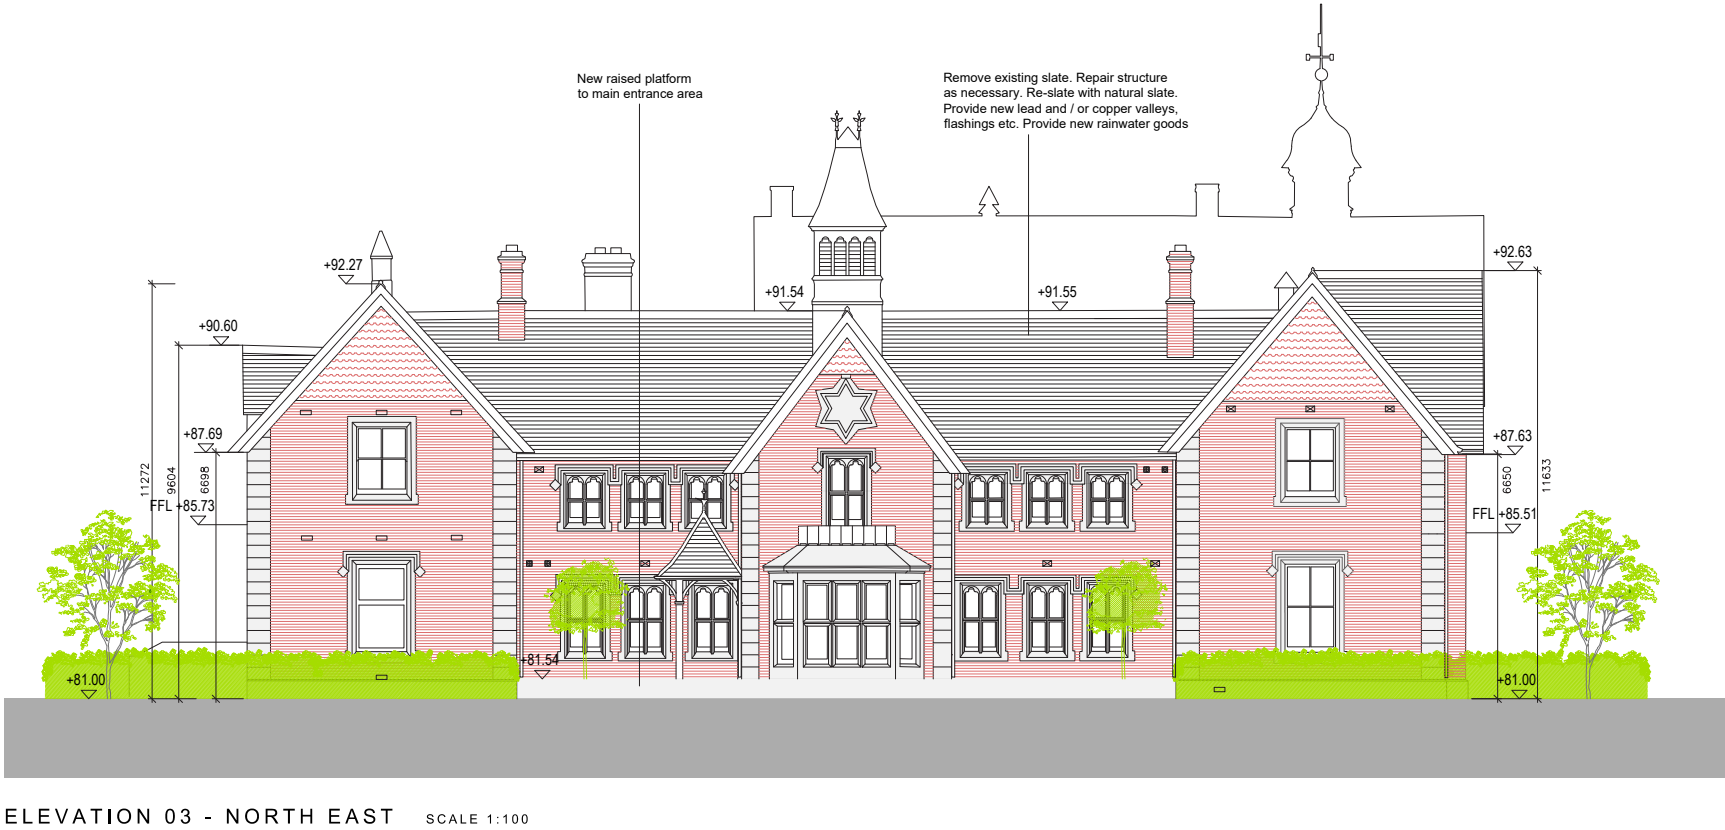 New raised platform
to main entrance area
Remove existing slate. Repair structure
as necessary. Re-slate with natural slate.
Provide new lead and / or copper valleys,
flashings etc. Provide new rainwater goods
+92.27
+90.60
+87.69
FFL +85.73
+81.00
11272
9604
6698
+91.54
+91.55
+81.54
+92.63
+87.63
FFL +85.51
+81.00
6650
11633
ELEVATION 03 - NORTH EAST SCALE 1:100